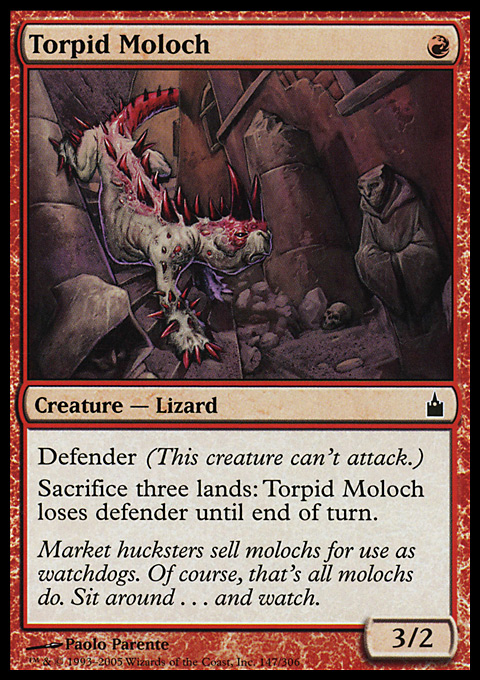 Torpid Moloch
Creature — Lizard
Defender (This creature can't attack.)
Sacrifice three lands: Torpid Moloch
loses defender until end of turn.
Market hucksters sell molochs for use as
watchdogs. Of course, that's all molochs
do. Sit around . . . and watch.
3/2
Paolo Parente
™ & © 1993–2005 Wizards of the Coast, Inc. 147/306